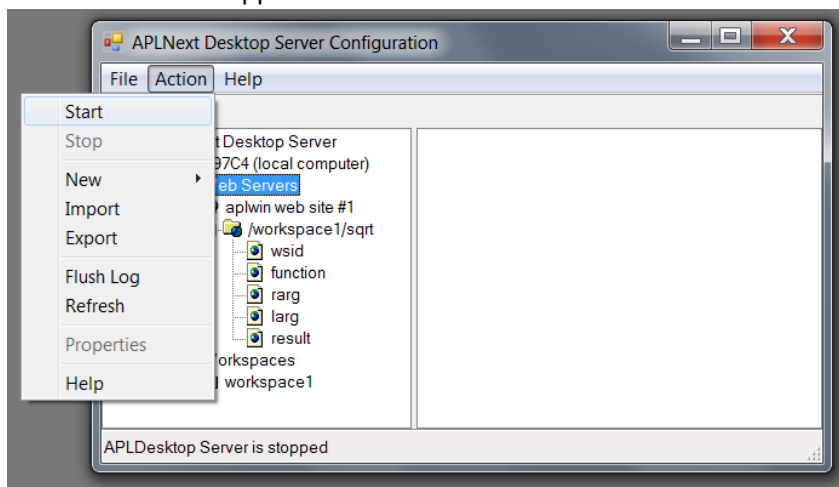 APLNext Desktop Server Configuration
File Action Help
Start
Stop
New
Import
Export
Flush Log
Refresh
Properties
Help
Desktop Server
97C4 (local computer)
Web Servers
aplwin web site #1
/workspace1/sqrt
wsid
function
rarg
larg
result
workspaces
workspace1
APLDesktop Server is stopped